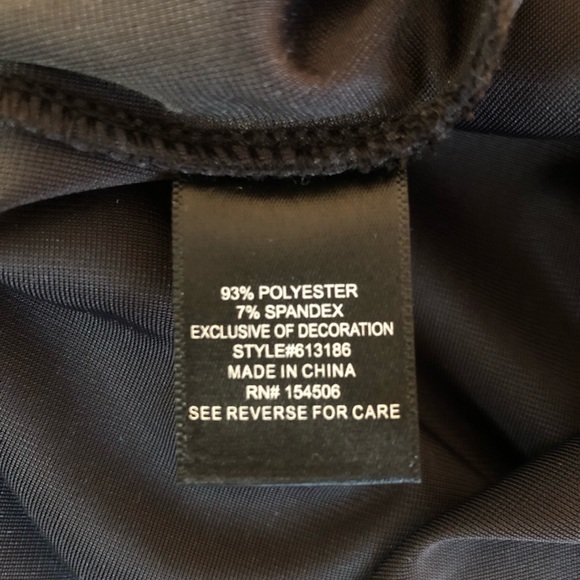 93% POLYESTER
7% SPANDEX
EXCLUSIVE OF DECORATION
STYLE#613186
MADE IN CHINA
RN# 154506
SEE REVERSE FOR CARE